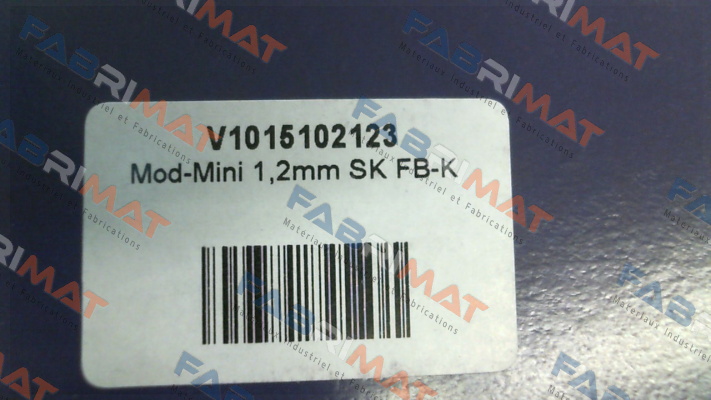 V1015102123
Mod-Mini 1,2mm SK FB-K
FABRIMAT
Materiaux Industriel et Fabrications